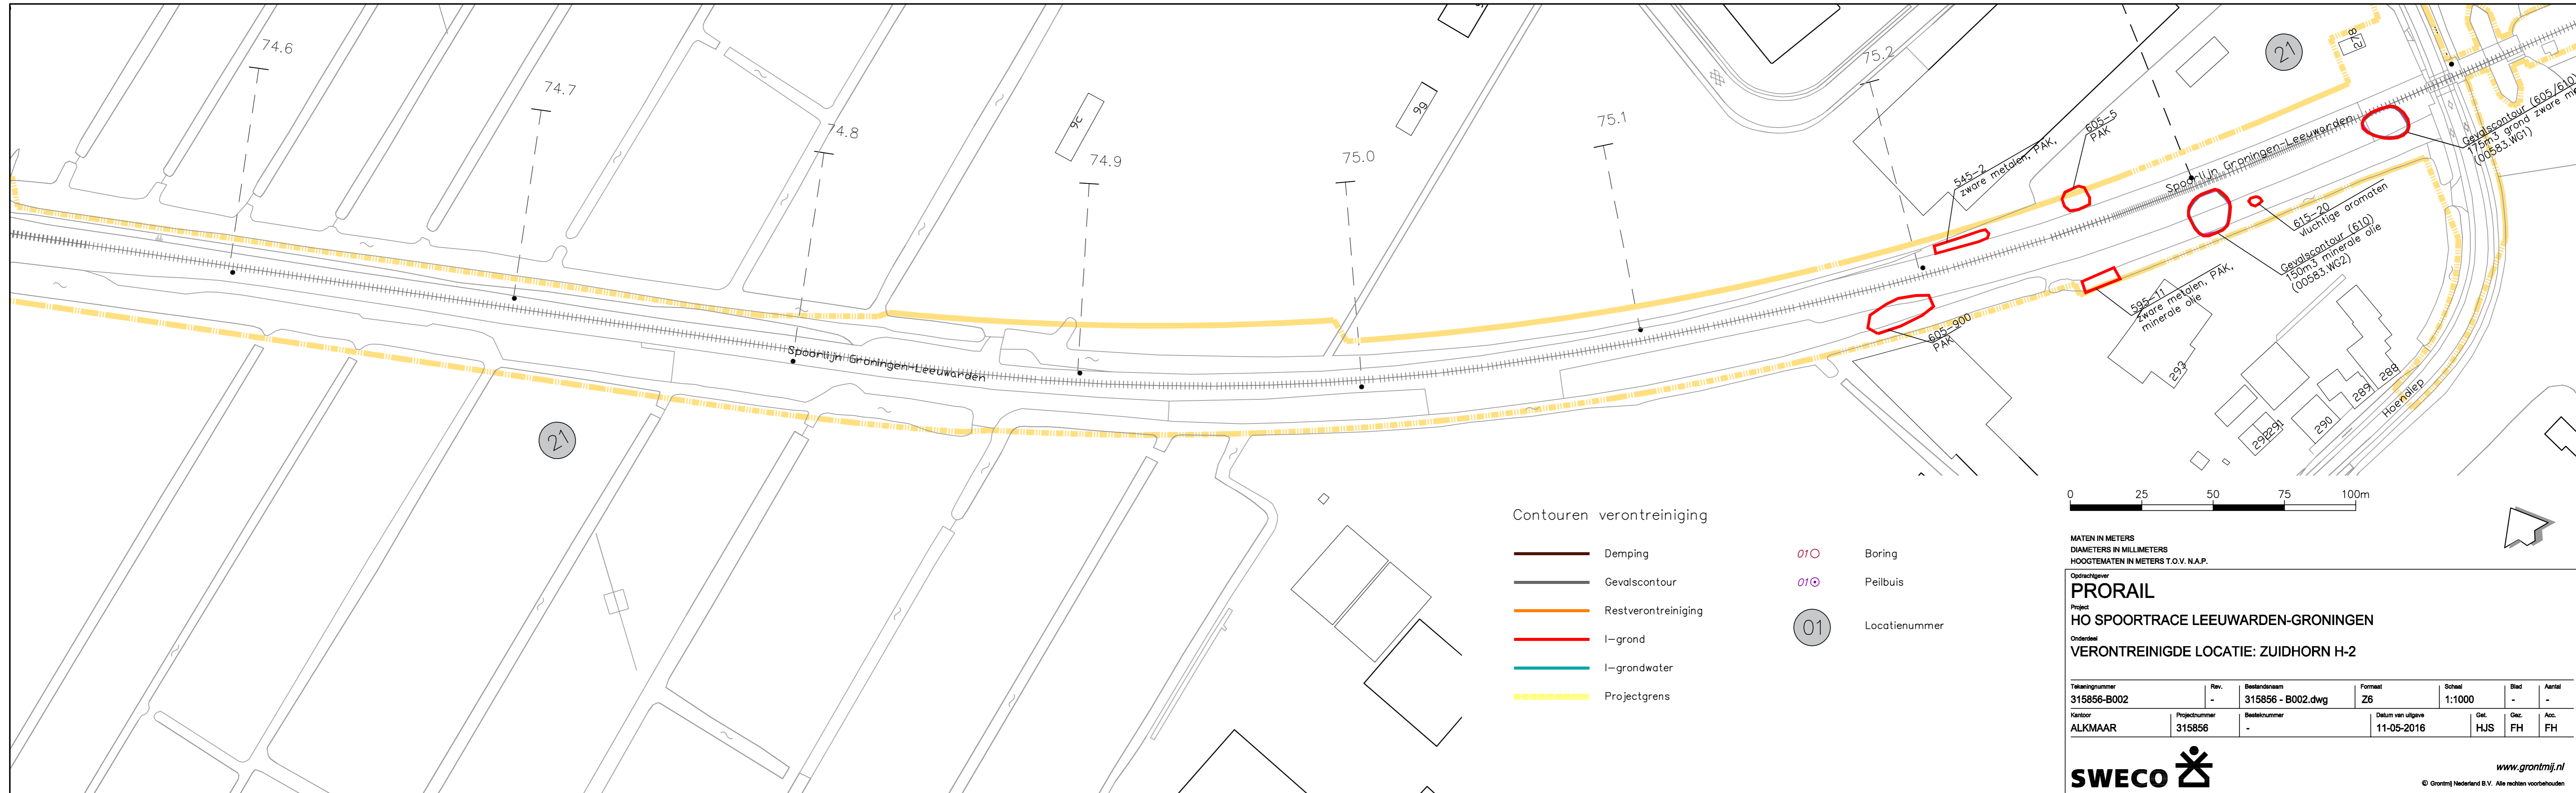 74.6
74.7
74.8
74.9
75.0
75.1
75.2
9c
99
21
278
545-2
zware metalen, PAK,
605-5
PAK
Spoorlijn Groningen-Leeuwarden
Gevalscontour (605/610)
175m3 grond zware
(00583.WG1)
615-20
vluchtige aromaten
Gevalscontour (610)
150m3 minerale olie
(00583.WG2)
595-11
zware metalen, PAK,
minerale olie
605-900
PAK
Spoorlijn Groningen-Leeuwarden
293
288
289
290
291
292
Hoendiep
21
Contouren verontreiniging
Demping
Gevalscontour
Restverontreiniging
I-grond
I-grondwater
Projectgrens
01 Boring
01 Peilbuis
01 Locatienummer
0 25 50 75 100m
MATEN IN METERS
DIAMETERS IN MILLIMETERS
HOOGTEMATEN IN METERS T.O.V. N.A.P.
Opdrachtgever
PRORAIL
Project
HO SPOORTRACE LEEUWARDEN-GRONINGEN
Onderdeel
VERONTREINIGDE LOCATIE: ZUIDHORN H-2
Tekeningnummer Rev. Bestandsnaam Formaat Schaal Blad Aantal
315856-B002 - 315856 - B002.dwg Z6 1:1000 - -
Kantoor Projectnummer Besteknummer Datum van uitgave Get. Gez. Acc.
ALKMAAR 315856 - 11-05-2016 HJS FH FH
SWECO
www.grontmij.nl
© Grontmij Nederland B.V. Alle rechten voorbehouden